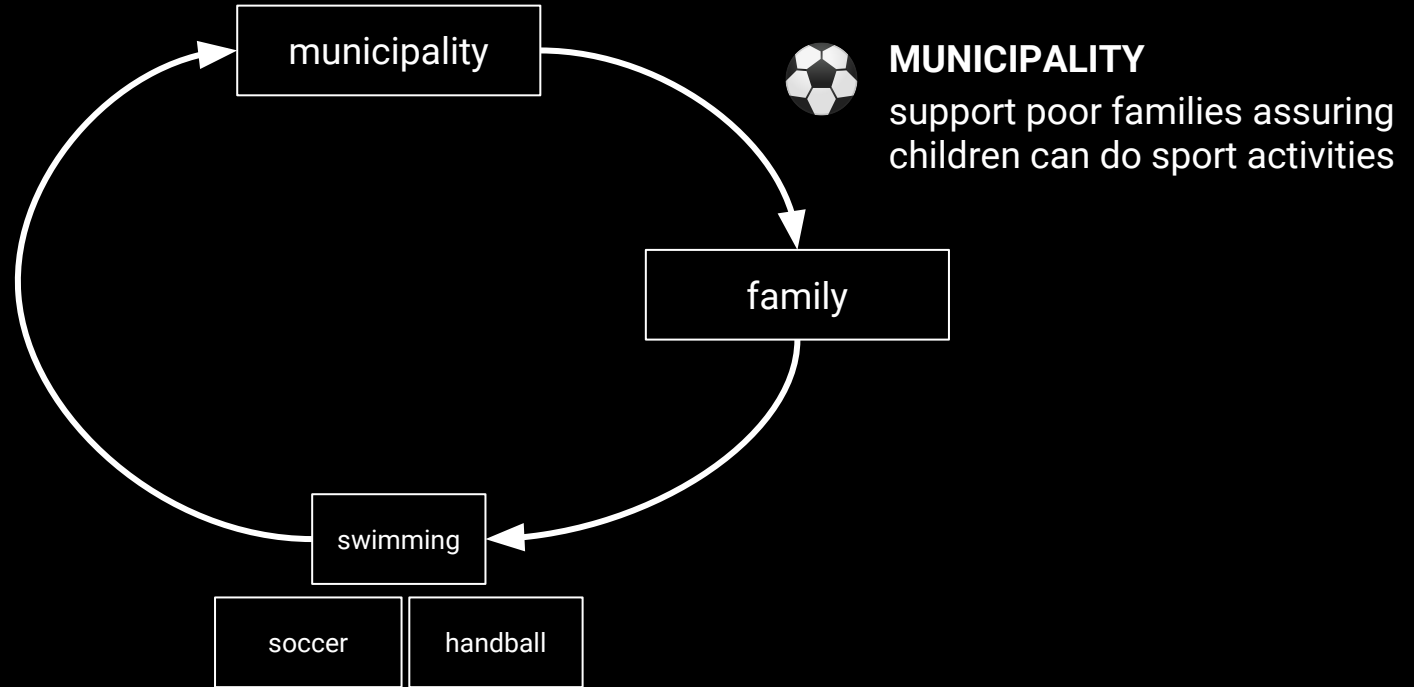 municipality
MUNICIPALITY
support poor families assuring
children can do sport activities
family
swimming
soccer
handball